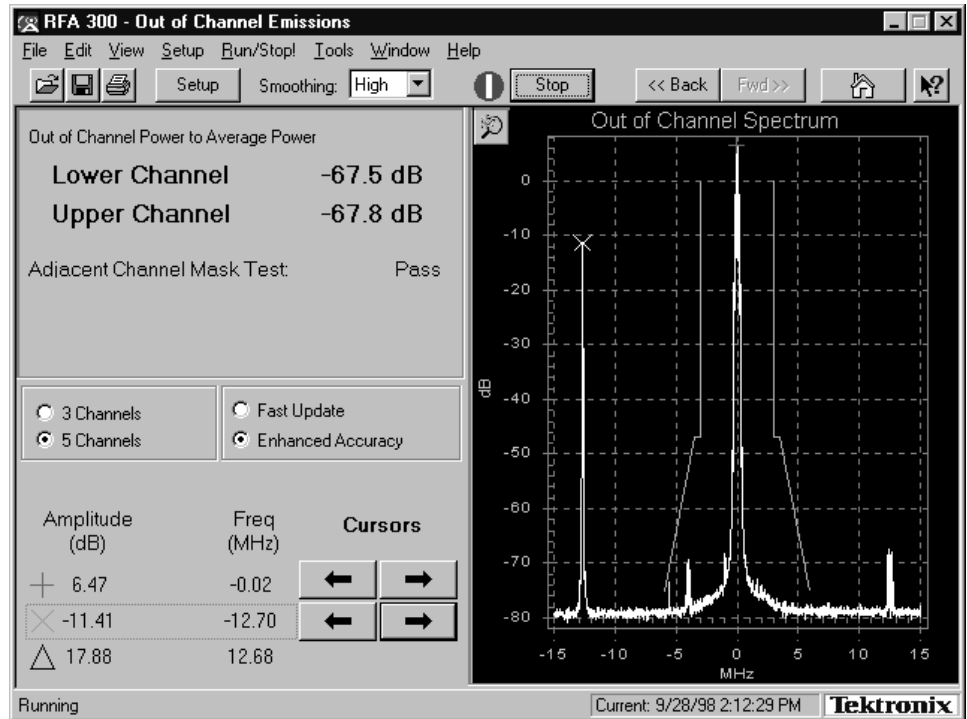 RFA 300 - Out of Channel Emissions
File Edit View Setup Run/Stop! Tools Window Help
Setup Smoothing: High Stop << Back Fwd >>
Out of Channel Power to Average Power
Lower Channel -67.5 dB
Upper Channel -67.8 dB
Adjacent Channel Mask Test: Pass
3 Channels
5 Channels
Fast Update
Enhanced Accuracy
Amplitude (dB) Freq (MHz) Cursors
6.47 -0.02
-11.41 -12.70
17.88 12.68
Out of Channel Spectrum
0
-10
-20
-30
-40
-50
-60
-70
-80
dB
-15 -10 -5 0 5 10 15
MHz
Running Current: 9/28/98 2:12:29 PM Tektronix